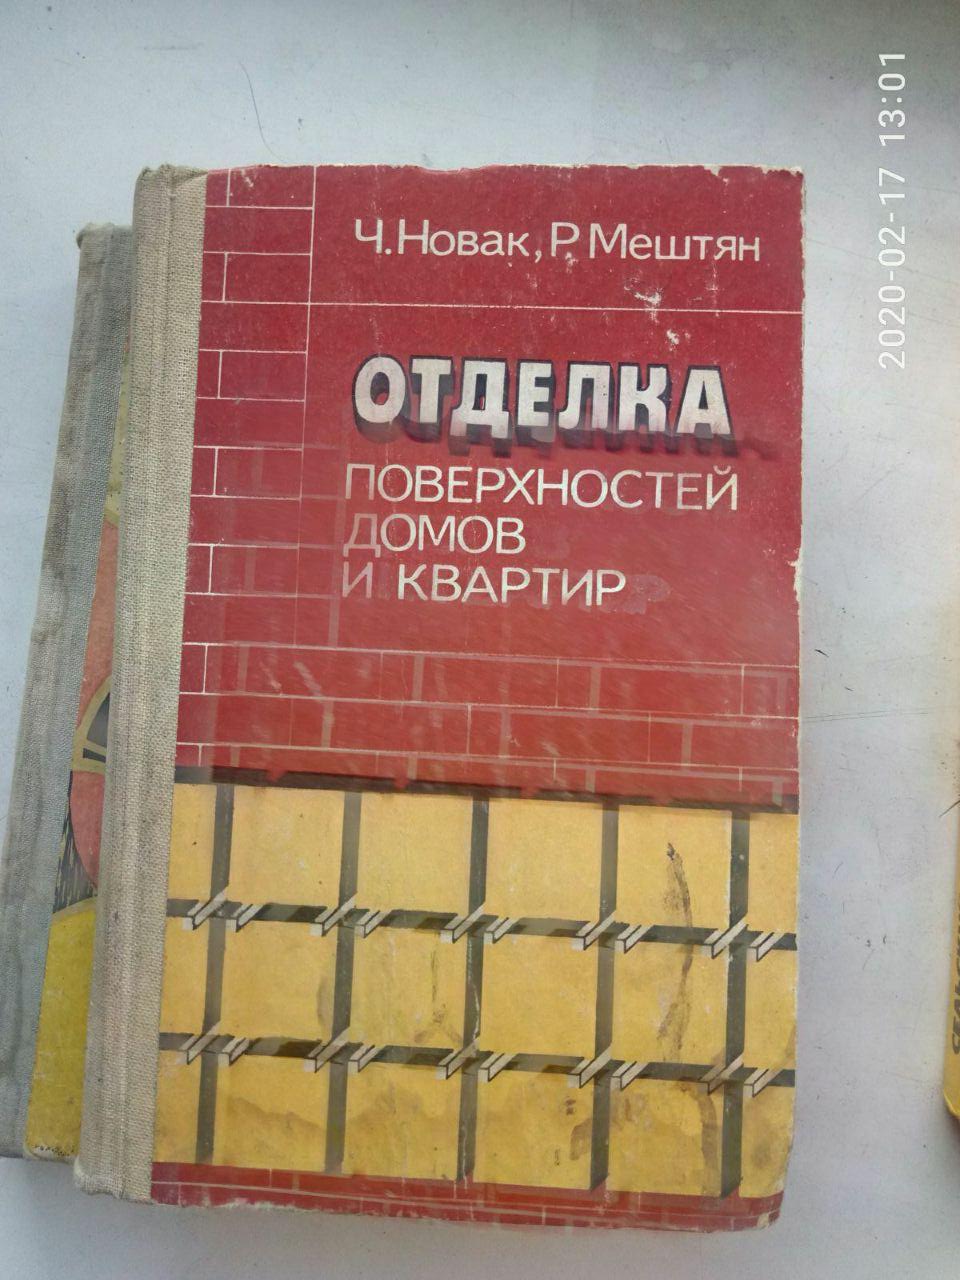 Ч. Новак, Р. Мештян
ОТДЕЛКА
ПОВЕРХНОСТЕЙ
ДОМОВ
И КВАРТИР
2020-02-17 13:01